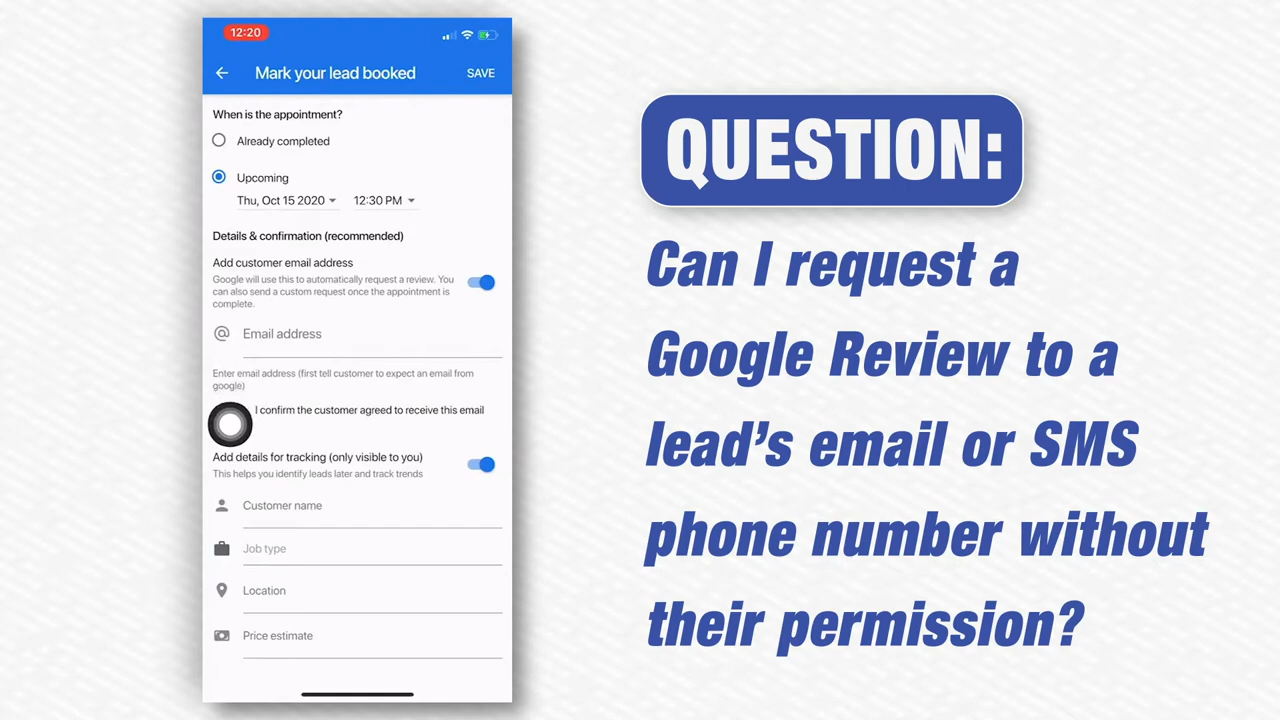 12:20
Mark your lead booked
SAVE
When is the appointment?
Already completed
Upcoming
Thu, Oct 15 2020
12:30 PM
Details & confirmation (recommended)
Add customer email address
Google will use this to automatically request a review. You
can also send a custom request once the appointment is
complete.
@ Email address
Enter email address (first tell customer to expect an email from
google)
I confirm the customer agreed to receive this email
Add details for tracking (only visible to you)
This helps you identify leads later and track trends
Customer name
Job type
Location
Price estimate
QUESTION:
Can I request a
Google Review to a
lead's email or SMS
phone number without
their permission?